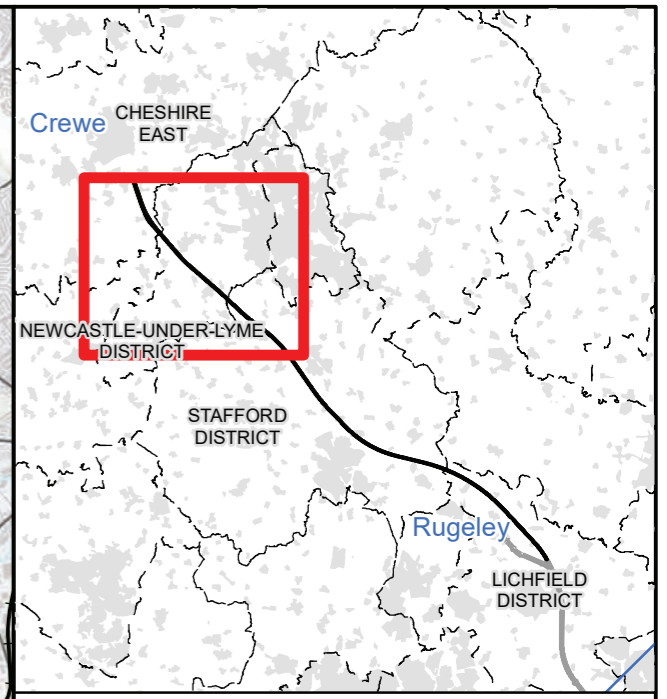 Crewe
CHESHIRE
EAST
NEWCASTLE-UNDER-LYME
DISTRICT
STAFFORD
DISTRICT
Rugeley
LICHFIELD
DISTRICT